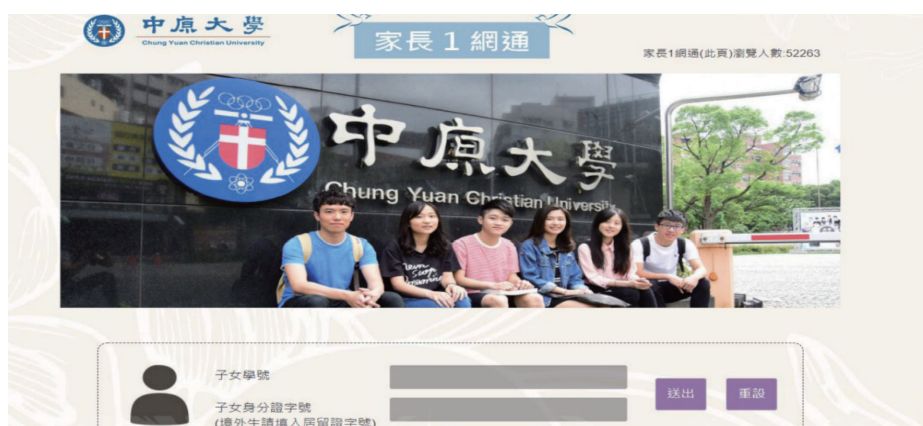 中原大學
Chung Yuan Christian University
家長1網通
家長1網通(此頁)瀏覽人數:52263
中原大學
Chung Yuan Christian University
子女學號
送出
重設
子女身分證字號
(境外生請填入居留證字號)